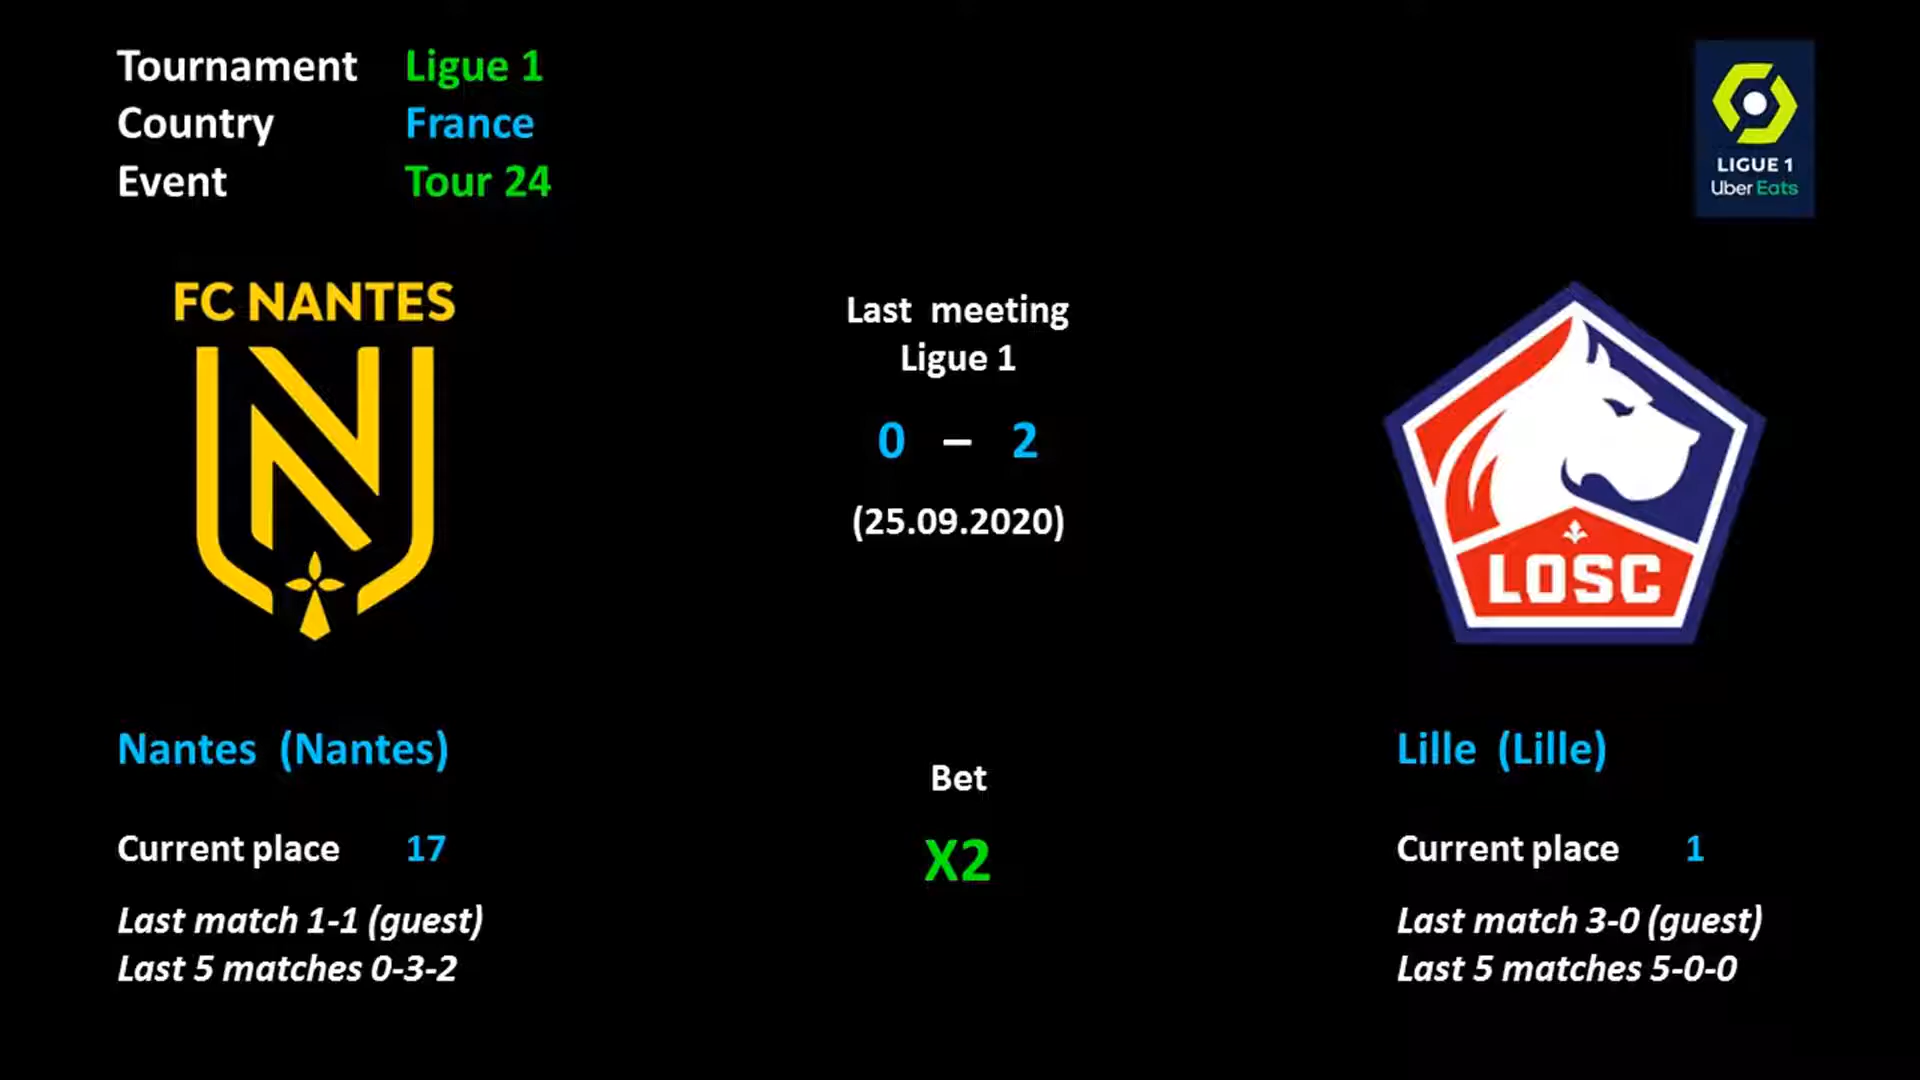 Tournament Ligue 1
Country France
Event Tour 24
LIGUE 1
Uber Eats
FC NANTES
Last meeting
Ligue 1
0 – 2
(25.09.2020)
LOSC
Nantes (Nantes)
Current place 17
Last match 1-1 (guest)
Last 5 matches 0-3-2
Bet
X2
Lille (Lille)
Current place 1
Last match 3-0 (guest)
Last 5 matches 5-0-0